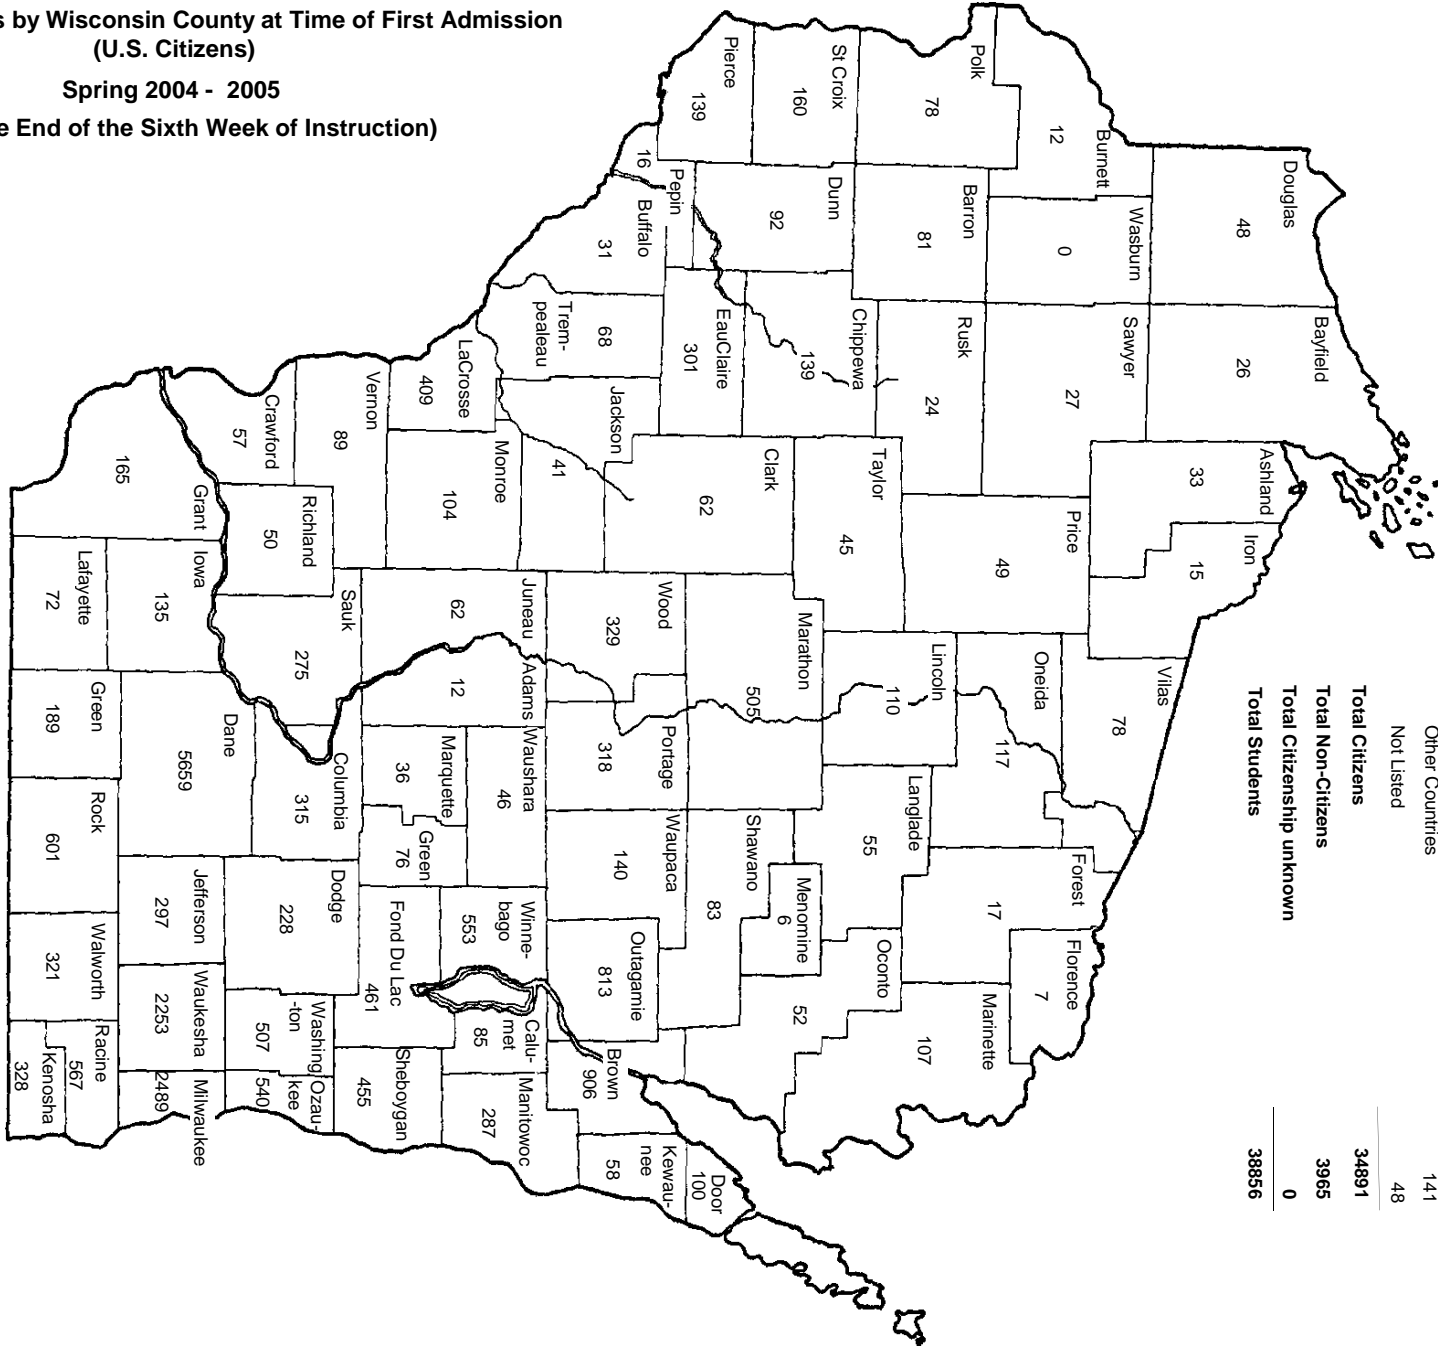 s by Wisconsin County at Time of First Admission
(U.S. Citizens)
Spring 2004 - 2005
e End of the Sixth Week of Instruction)
Other Countries 141
Not Listed 48
Total Citizens 34891
Total Non-Citizens 3965
Total Citizenship unknown 0
Total Students 38856
Douglas
48
Bayfield
26
Ashland
33
Iron
15
Vilas
78
Burnett
12
Wasburn
0
Sawyer
27
Price
49
Oneida
117
Forest
17
Florence
7
Marinette
107
Polk
78
Barron
81
Rusk
24
Taylor
45
Lincoln
110
Langlade
55
Oconto
52
St Croix
160
Dunn
92
Chippewa
139
Clark
62
Marathon
505
Shawano
83
Menomine
6
Pierce
139
Pepin
16
EauClaire
301
Buffalo
31
Trem-
pealeau
68
Jackson
41
Wood
329
Portage
318
Waupaca
140
Outagamie
813
Brown
906
Kewau-
nee
58
Door
100
LaCrosse
409
Monroe
104
Juneau
62
Adams
12
Waushara
46
Winne-
bago
553
Calu-
met
85
Manitowoc
287
Vernon
89
Marquette
36
Green
76
Fond Du Lac
461
Sheboygan
455
Crawford
57
Richland
50
Sauk
275
Columbia
315
Dodge
228
Washing
-ton
507
Ozau-
kee
540
Grant
165
Iowa
135
Dane
5659
Jefferson
297
Waukesha
2253
Milwaukee
2489
Lafayette
72
Green
189
Rock
601
Walworth
321
Racine
567
Kenosha
328